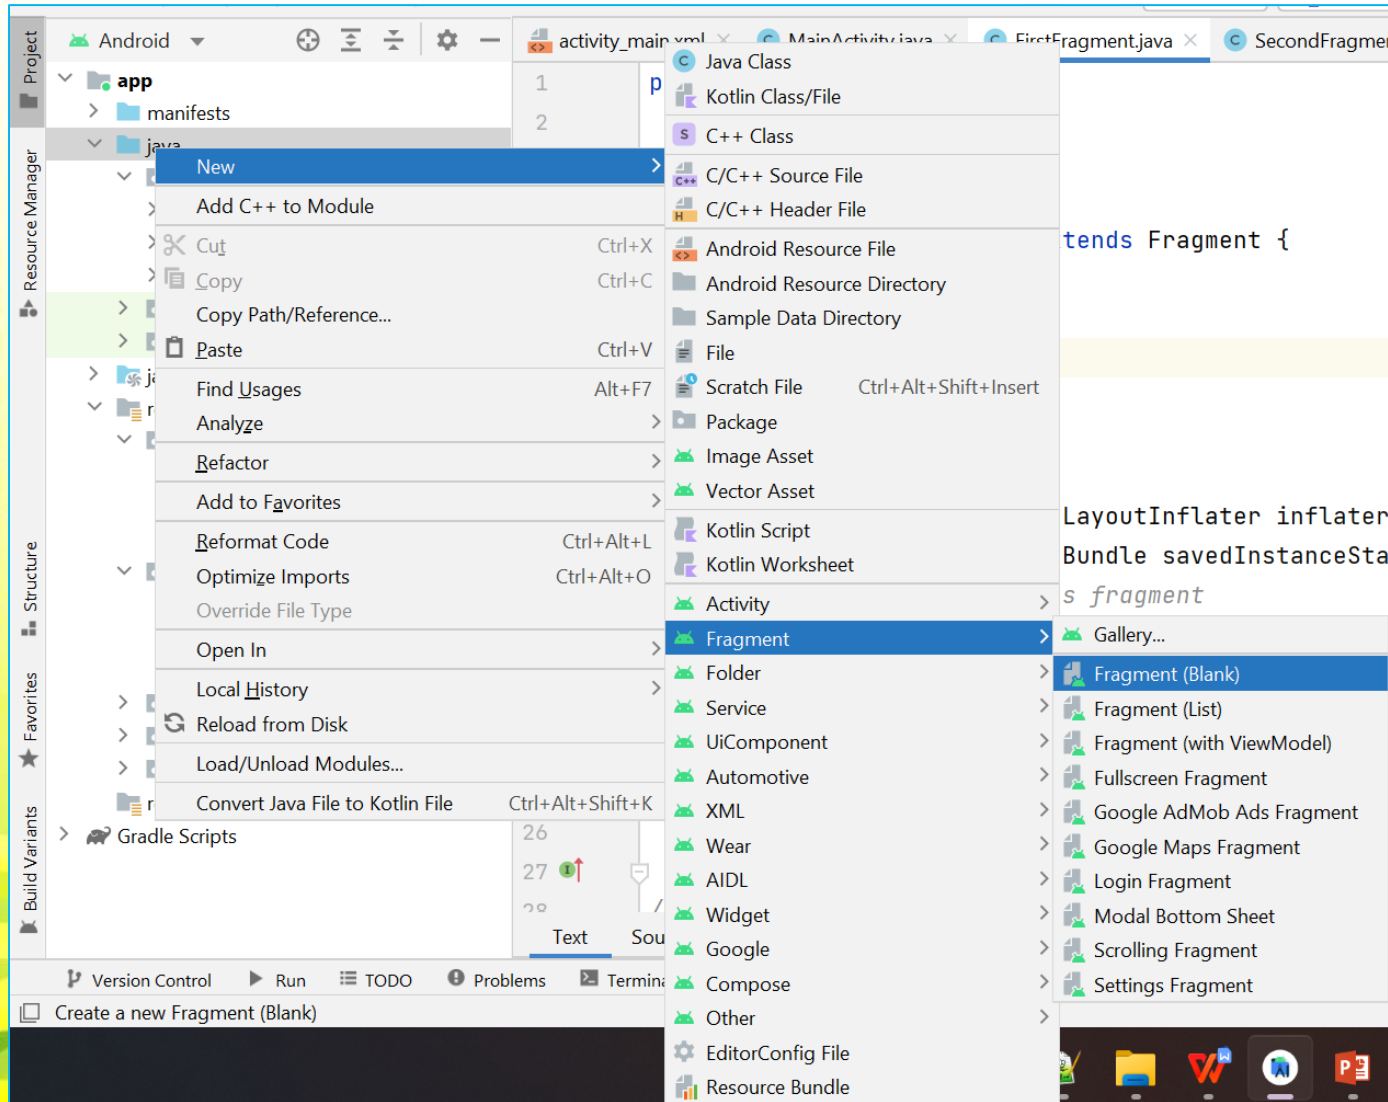 Project
Resource Manager
Structure
Favorites
Build Variants
Android
app
manifests
java
Gradle Scripts
activity_main.xml
MainActivity.java
FirstFragment.java
1
2
26
27
28
tends Fragment {
LayoutInflater inflater
Bundle savedInstanceSta
s fragment
New
Add C++ to Module
Cut Ctrl+X
Copy Ctrl+C
Copy Path/Reference...
Paste Ctrl+V
Find Usages Alt+F7
Analyze
Refactor
Add to Favorites
Reformat Code Ctrl+Alt+L
Optimize Imports Ctrl+Alt+O
Override File Type
Open In
Local History
Reload from Disk
Load/Unload Modules...
Convert Java File to Kotlin File Ctrl+Alt+Shift+K
Java Class
Kotlin Class/File
C++ Class
C/C++ Source File
C/C++ Header File
Android Resource File
Android Resource Directory
Sample Data Directory
File
Scratch File Ctrl+Alt+Shift+Insert
Package
Image Asset
Vector Asset
Kotlin Script
Kotlin Worksheet
Activity
Fragment
Folder
Service
UiComponent
Automotive
XML
Wear
AIDL
Widget
Google
Compose
Other
EditorConfig File
Resource Bundle
Gallery...
Fragment (Blank)
Fragment (List)
Fragment (with ViewModel)
Fullscreen Fragment
Google AdMob Ads Fragment
Google Maps Fragment
Login Fragment
Modal Bottom Sheet
Scrolling Fragment
Settings Fragment
Text
Version Control
Run
TODO
Problems
Create a new Fragment (Blank)